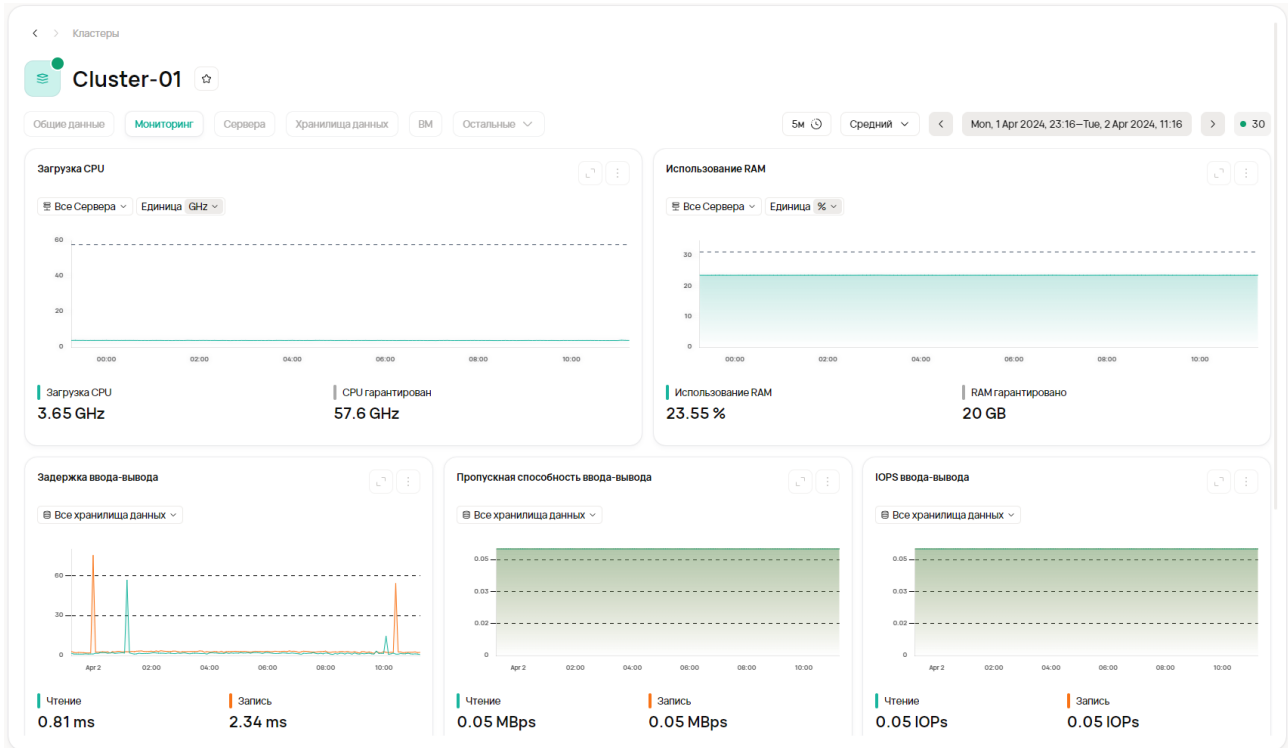 Кластеры
Cluster-01
Общие данные Мониторинг Сервера Хранилища данных ВМ Остальные 5м Средний Mon, 1 Apr 2024, 23:16—Tue, 2 Apr 2024, 11:16 30
Загрузка CPU
Все Сервера Единица GHz
60
40
20
0
00:00 02:00 04:00 06:00 08:00 10:00
Загрузка CPU CPU гарантирован
3.65 GHz 57.6 GHz
Использование RAM
Все Сервера Единица %
30
20
10
0
00:00 02:00 04:00 06:00 08:00 10:00
Использование RAM RAM гарантировано
23.55 % 20 GB
Задержка ввода-вывода
Все хранилища данных
60
30
0
Apr 2 02:00 04:00 06:00 08:00 10:00
Чтение Запись
0.81 ms 2.34 ms
Пропускная способность ввода-вывода
Все хранилища данных
0.05
0.03
0.02
0
Apr 2 02:00 04:00 06:00 08:00 10:00
Чтение Запись
0.05 MBps 0.05 MBps
IOPS ввода-вывода
Все хранилища данных
0.05
0.03
0.02
0
Apr 2 02:00 04:00 06:00 08:00 10:00
Чтение Запись
0.05 IOPs 0.05 IOPs